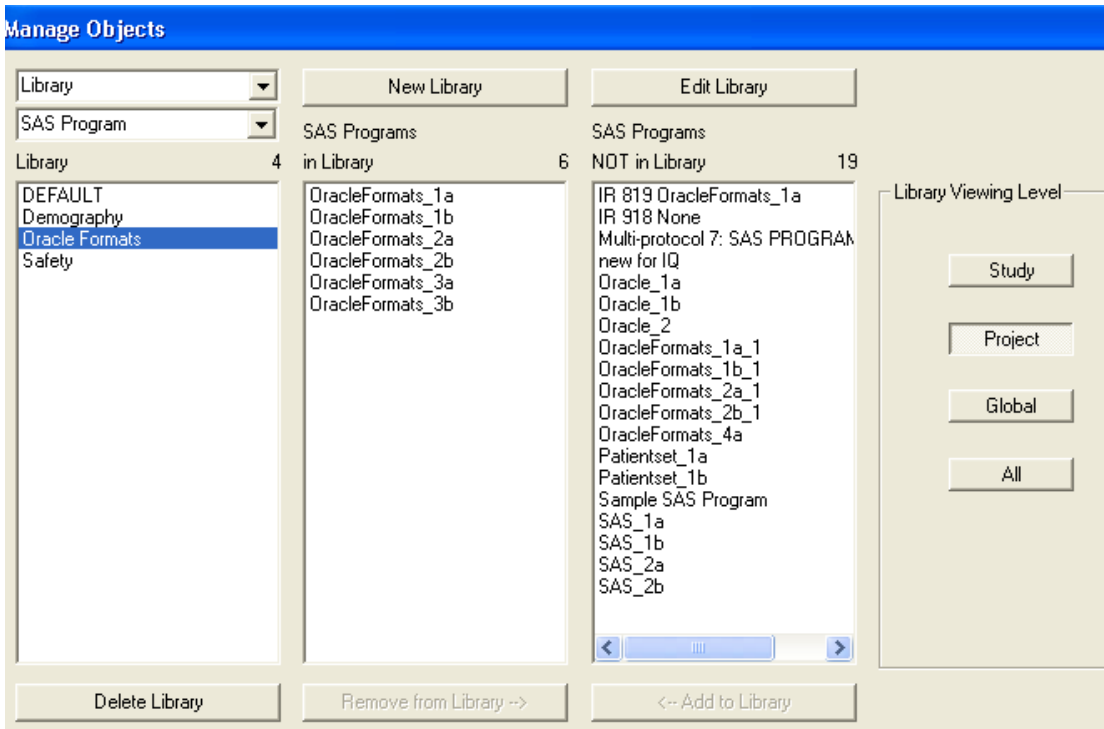 Manage Objects
Library
SAS Program
Library 4
DEFAULT
Demography
Oracle Formats
Safety
Delete Library
New Library
SAS Programs
in Library 6
OracleFormats_1a
OracleFormats_1b
OracleFormats_2a
OracleFormats_2b
OracleFormats_3a
OracleFormats_3b
Remove from Library -->
Edit Library
SAS Programs
NOT in Library 19
IR 819 OracleFormats_1a
IR 918 None
Multi-protocol 7: SAS PROGRAM
new for IQ
Oracle_1a
Oracle_1b
Oracle_2
OracleFormats_1a_1
OracleFormats_1b_1
OracleFormats_2a_1
OracleFormats_2b_1
OracleFormats_4a
Patientset_1a
Patientset_1b
Sample SAS Program
SAS_1a
SAS_1b
SAS_2a
SAS_2b
<-- Add to Library
Library Viewing Level
Study
Project
Global
All